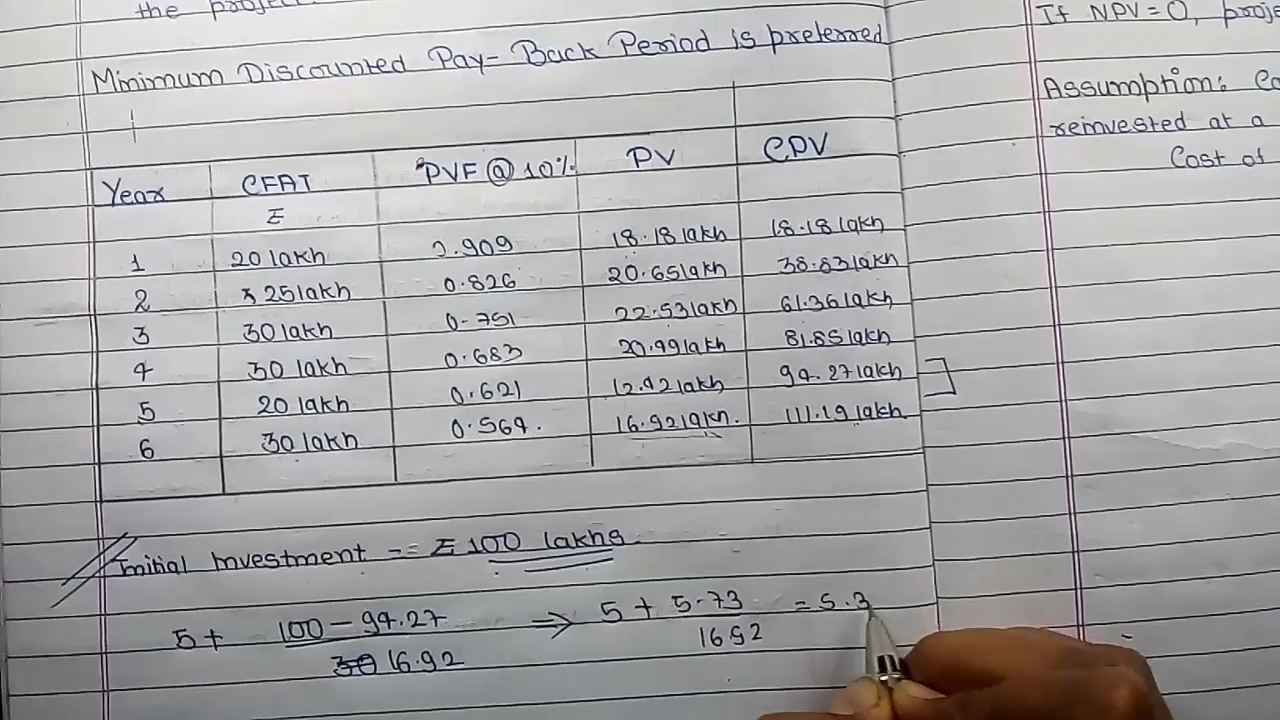 the project
Minimum Discounted Pay-Back Period is preferred
Year CFAT PVF @ 10% PV CPV
₹
1 20 lakh 0.909 18.18 lakh 18.18 lakh
2 ₹ 25 lakh 0.826 20.65 lakh 38.83 lakh
3 30 lakh 0.751 22.53 lakh 61.36 lakh
4 30 lakh 0.683 20.49 lakh 81.85 lakh
5 20 lakh 0.621 12.42 lakh 94.27 lakh
6 30 lakh 0.564. 16.92 lakh. 111.19 lakh
Initial Investment -= ₹ 100 lakhs.
5+ 100 - 94.27 ⇒ 5 + 5.73 = 5.3
16.92 1692
If NPV=0, proje
Assumption: Ca
reinvested at a
Cost of